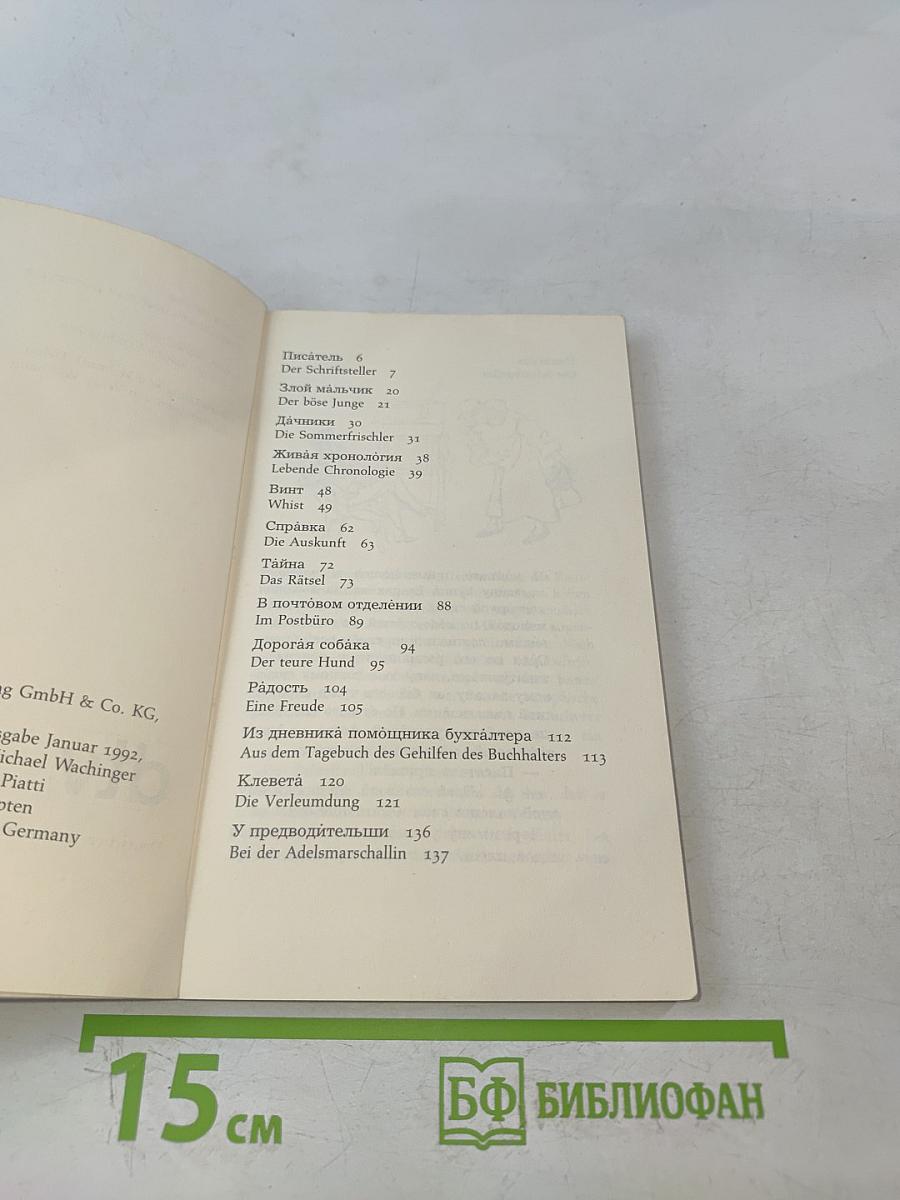 ng GmbH & Co. KG,
sgabe Januar 1992,
ichael Wachinger
Piatti
pten
Germany
Писа́тель 6
Der Schriftsteller 7
Злой ма́льчик 20
Der böse Junge 21
Да́чники 30
Die Sommerfrischler 31
Жива́я хроноло́гия 38
Lebende Chronologie 39
Винт 48
Whist 49
Спра́вка 62
Die Auskunft 63
Та́йна 72
Das Rätsel 73
В почто́вом отделе́нии 88
Im Postbüro 89
Дорога́я соба́ка 94
Der teure Hund 95
Ра́дость 104
Eine Freude 105
Из дневника́ помо́щника бухга́лтера 112
Aus dem Tagebuch des Gehilfen des Buchhalters 113
Клевета́ 120
Die Verleumdung 121
У предводи́тельши 136
Bei der Adelsmarschallin 137
15 см
БФ БИБЛИОФАН